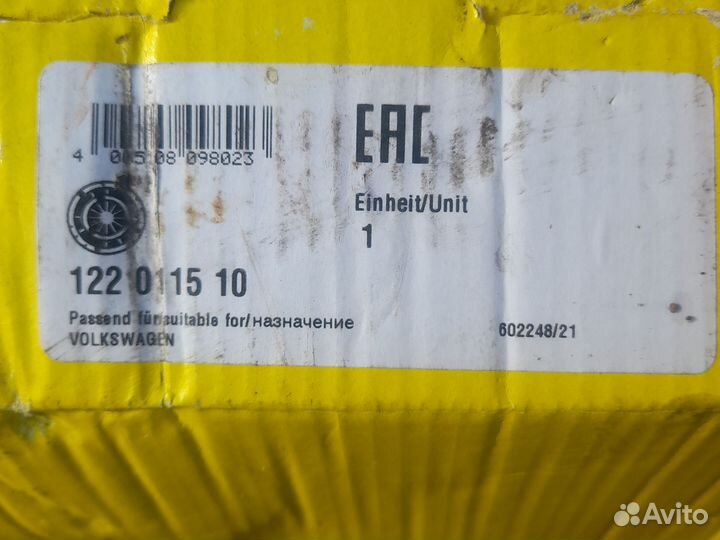 EAC
4 005108 098023
Einheit/Unit
1
122 0115 10
Passend für/suitable for/назначение
VOLKSWAGEN
602248/21
Avito